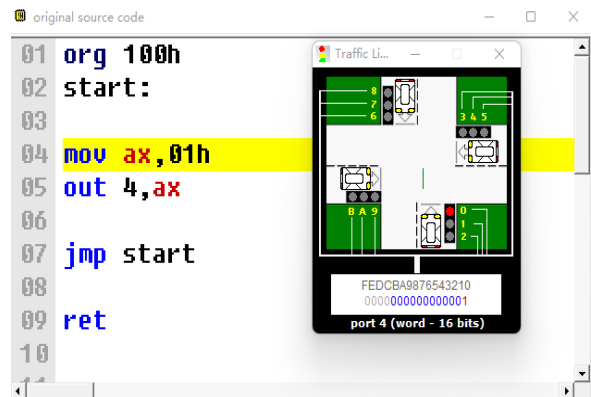 original source code
01 org 100h
02 start:
03
04 mov ax,01h
05 out 4,ax
06
07 jmp start
08
09 ret
10
Traffic Li...
8
7
6
3 4 5
B A 9
0
1
2
FEDCBA9876543210
0000000000000001
port 4 (word - 16 bits)